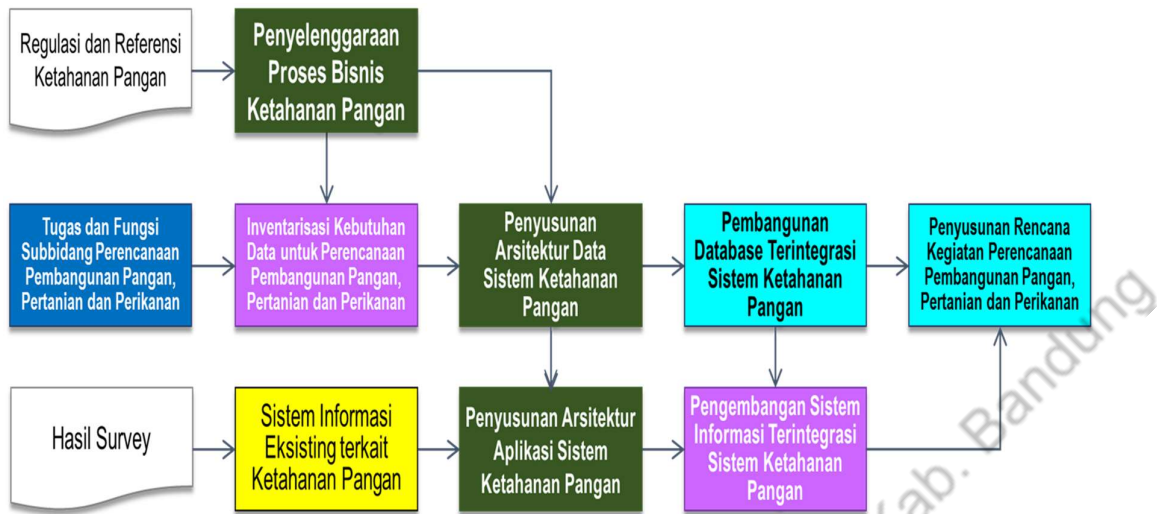 Regulasi dan Referensi
Ketahanan Pangan
Penyelenggaraan
Proses Bisnis
Ketahanan Pangan
Tugas dan Fungsi
Subbidang Perencanaan
Pembangunan Pangan,
Pertanian dan Perikanan
Inventarisasi Kebutuhan
Data untuk Perencanaan
Pembangunan Pangan,
Pertanian dan Perikanan
Penyusunan
Arsitektur Data
Sistem Ketahanan
Pangan
Pembangunan
Database Terintegrasi
Sistem Ketahanan
Pangan
Penyusunan Rencana
Kegiatan Perencanaan
Pembangunan Pangan,
Pertanian dan Perikanan
Hasil Survey
Sistem Informasi
Eksisting terkait
Ketahanan Pangan
Penyusunan Arsitektur
Aplikasi Sistem
Ketahanan Pangan
Pengembangan Sistem
Informasi Terintegrasi
Sistem Ketahanan
Pangan
Kab. Bandung